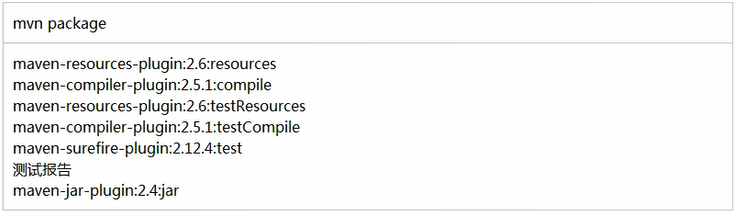 mvn package
maven-resources-plugin:2.6:resources
maven-compiler-plugin:2.5.1:compile
maven-resources-plugin:2.6:testResources
maven-compiler-plugin:2.5.1:testCompile
maven-surefire-plugin:2.12.4:test
测试报告
maven-jar-plugin:2.4:jar